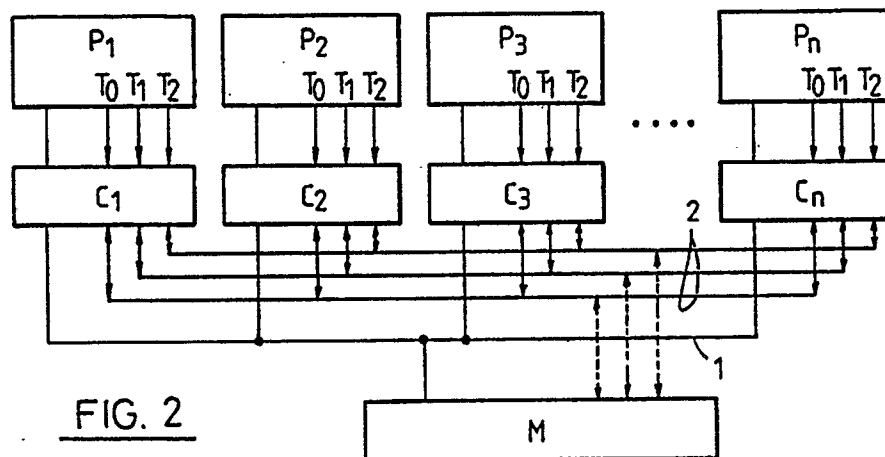 P1 P2 P3 Pn
T0 T1 T2 T0 T1 T2 T0 T1 T2 T0 T1 T2
....
C1 C2 C3 Cn
2
1
FIG. 2
M